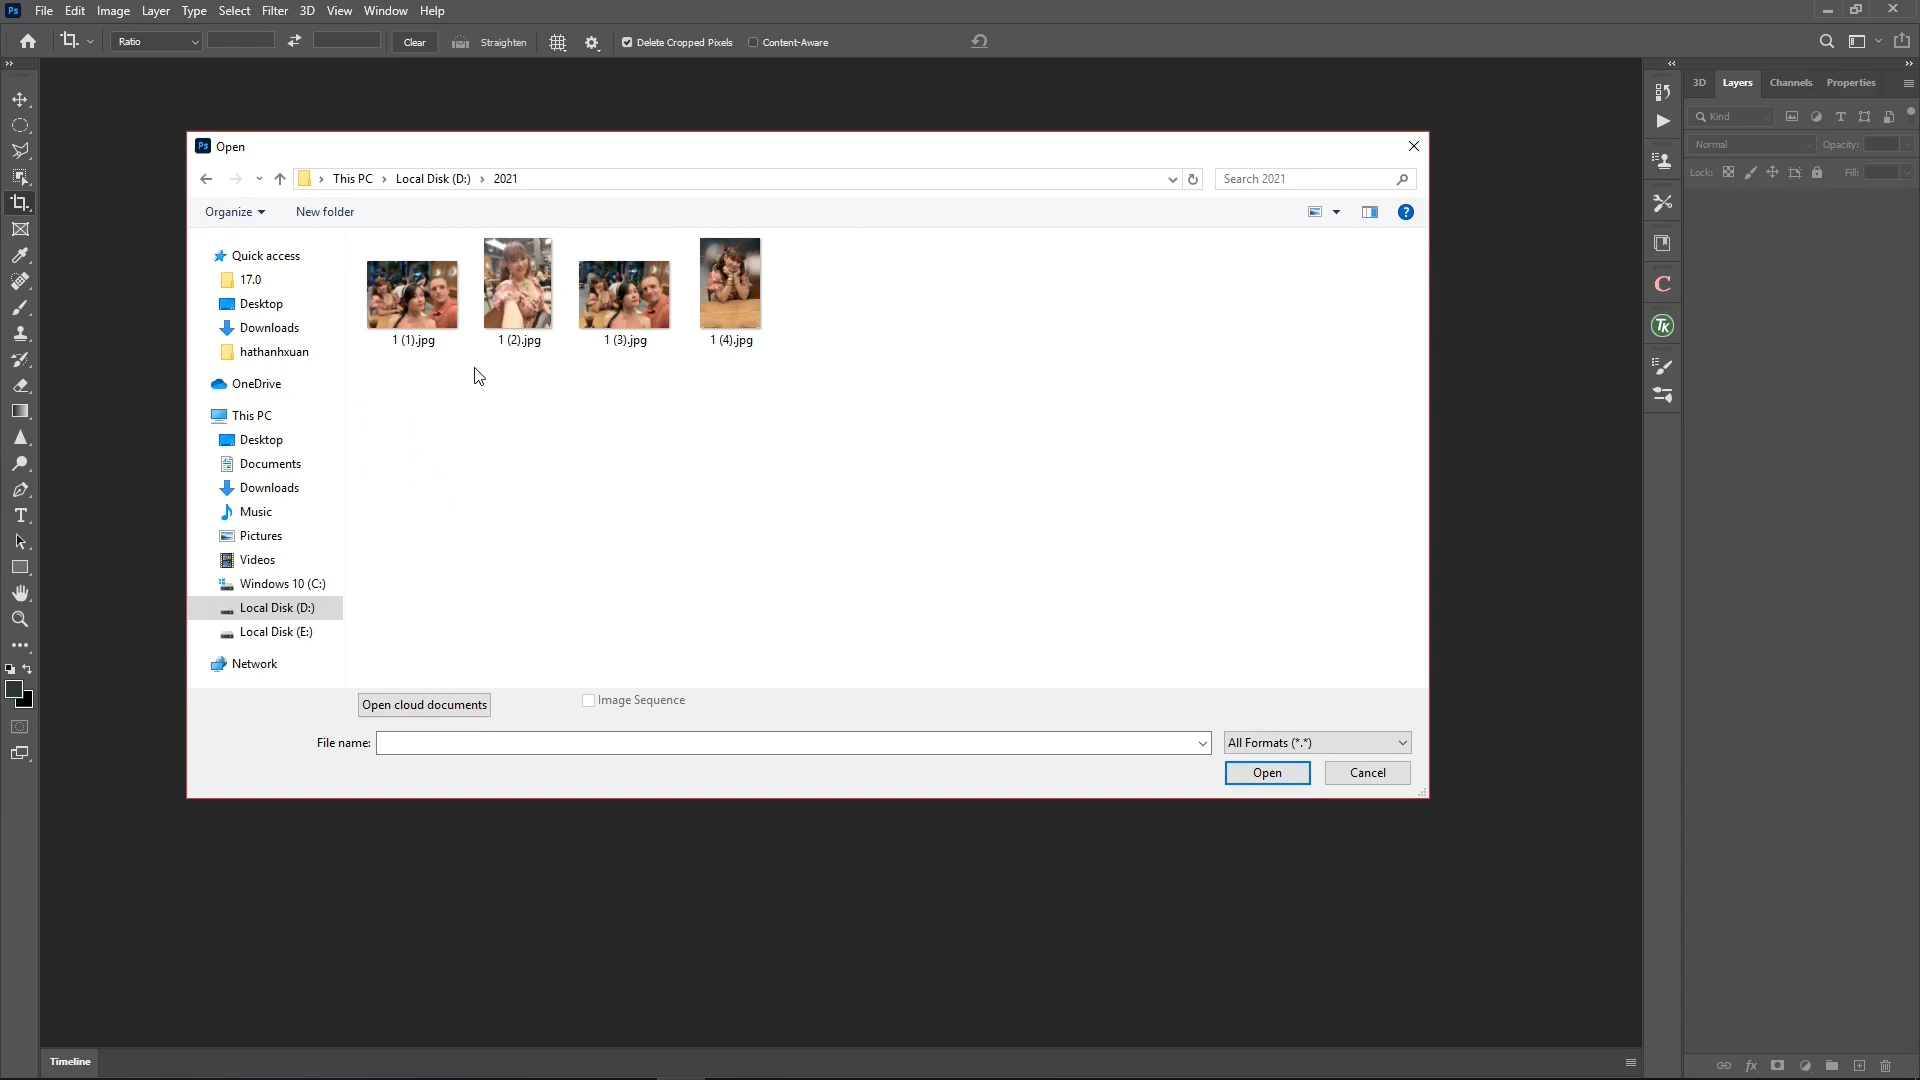 Ps File Edit Image Layer Type Select Filter 3D View Window Help
Ratio Clear Straighten Delete Cropped Pixels Content-Aware
3D Layers Channels Properties
Kind
Normal Opacity:
Lock: Fill:
Ps Open
This PC Local Disk (D:) 2021 Search 2021
Organize New folder
Quick access
17.0
Desktop
Downloads
hathanhxuan
OneDrive
This PC
Desktop
Documents
Downloads
Music
Pictures
Videos
Windows 10 (C:)
Local Disk (D:)
Local Disk (E:)
Network
1 (1).jpg 1 (2).jpg 1 (3).jpg 1 (4).jpg
C
TK
Open cloud documents Image Sequence
File name: All Formats (*.*)
Open Cancel
Timeline
fx